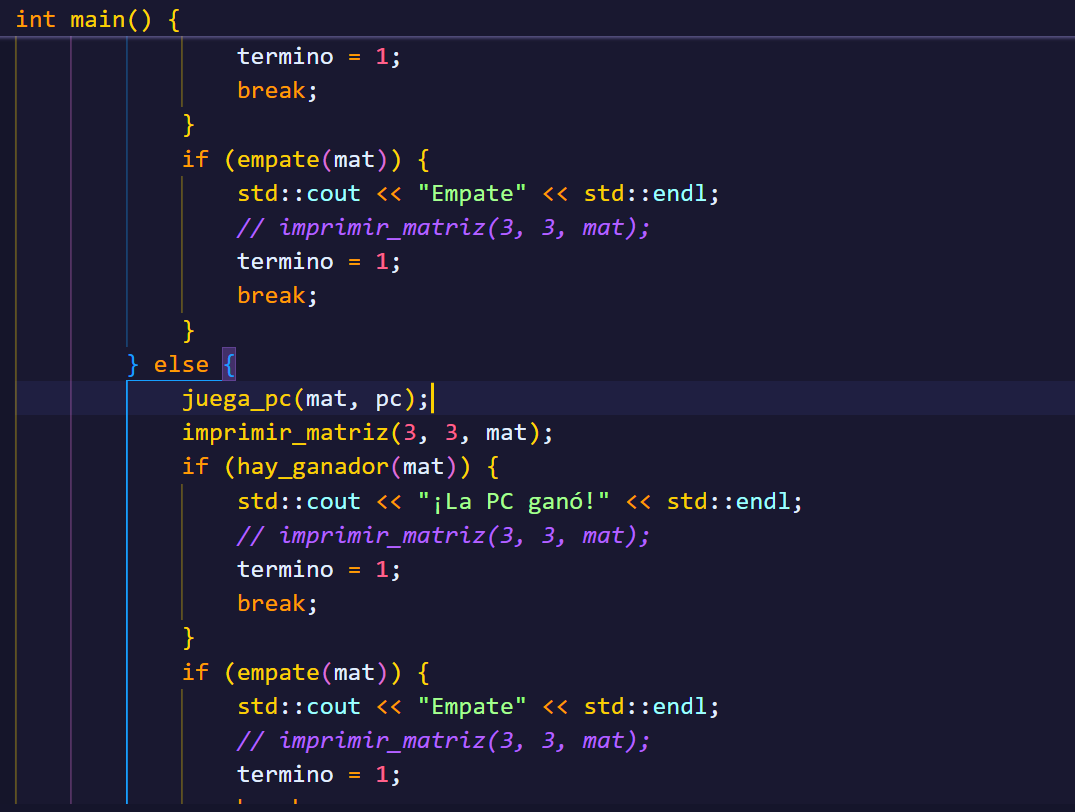 int main() {
termino = 1;
break;
}
if (empate(mat)) {
std::cout << "Empate" << std::endl;
// imprimir_matriz(3, 3, mat);
termino = 1;
break;
}
} else {
juega_pc(mat, pc);
imprimir_matriz(3, 3, mat);
if (hay_ganador(mat)) {
std::cout << "¡La PC ganó!" << std::endl;
// imprimir_matriz(3, 3, mat);
termino = 1;
break;
}
if (empate(mat)) {
std::cout << "Empate" << std::endl;
// imprimir_matriz(3, 3, mat);
termino = 1;